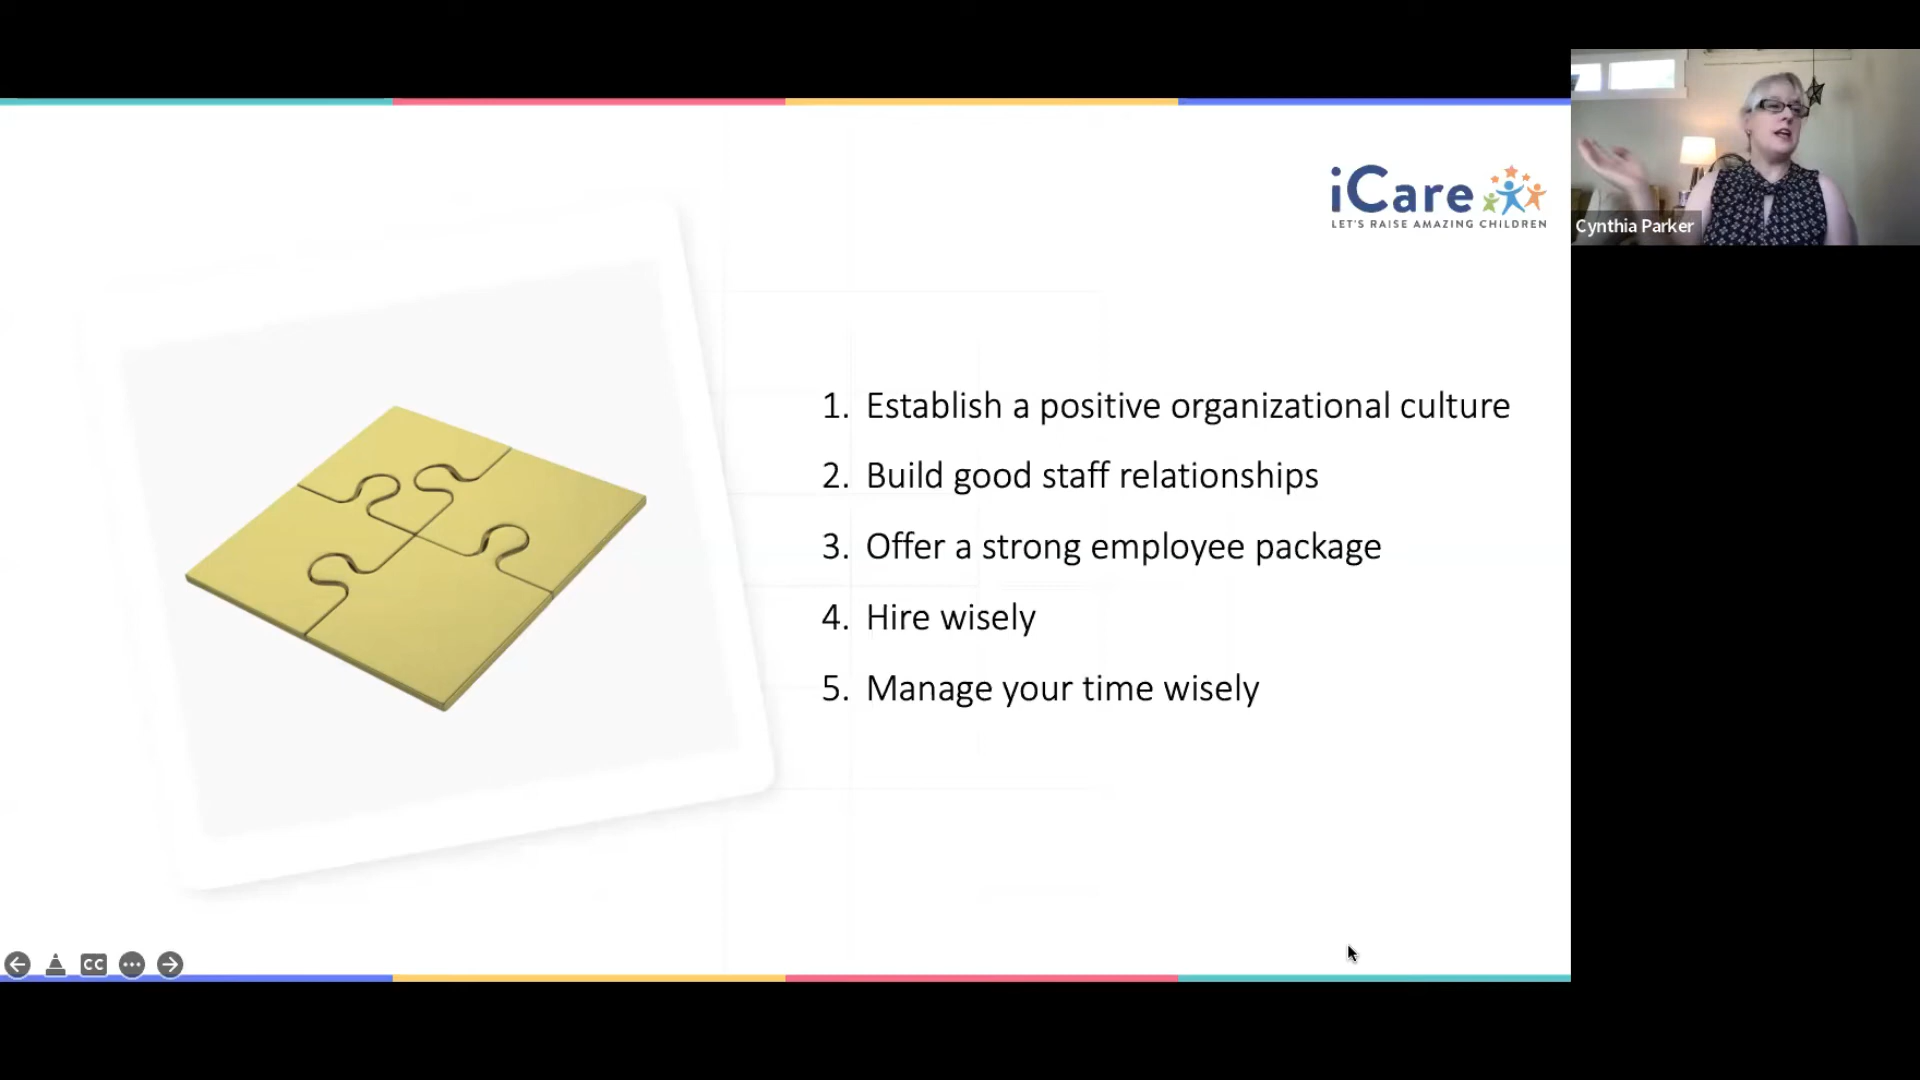 iCare
LET'S RAISE AMAZING CHILDREN
Cynthia Parker
1. Establish a positive organizational culture
2. Build good staff relationships
3. Offer a strong employee package
4. Hire wisely
5. Manage your time wisely
CC